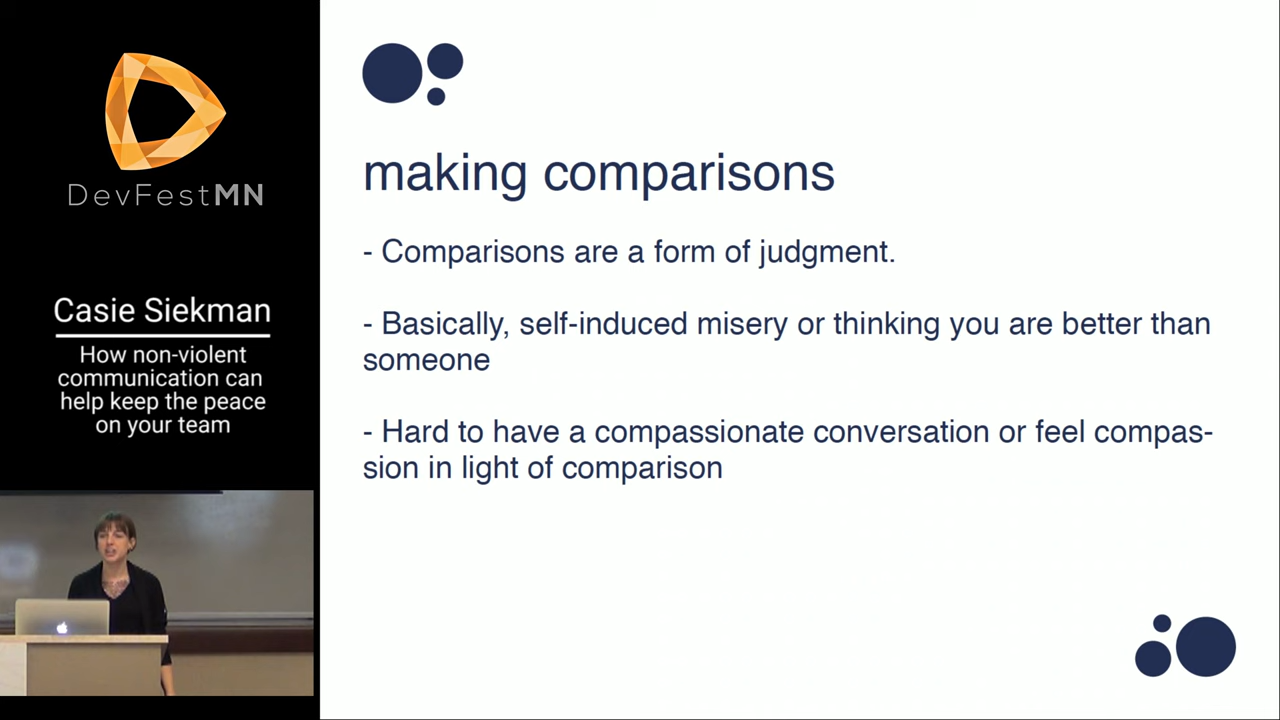 DevFestMN
Casie Siekman
How non-violent
communication can
help keep the peace
on your team
making comparisons
- Comparisons are a form of judgment.
- Basically, self-induced misery or thinking you are better than
someone
- Hard to have a compassionate conversation or feel compas-
sion in light of comparison